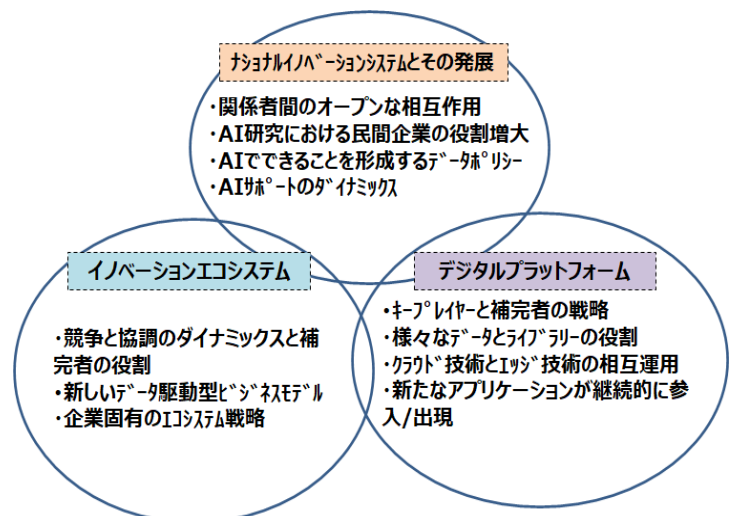 ﾅｼｮﾅﾙｲﾉﾍﾞｰｼｮﾝｼｽﾃﾑとその発展
・関係者間のオープンな相互作用
・AI研究における民間企業の役割増大
・AIでできることを形成するﾃﾞｰﾀﾎﾟﾘｼｰ
・AIｻﾎﾟｰﾄのﾀﾞｲﾅﾐｯｸｽ
イノベーションエコシステム
・競争と協調のダイナミックスと補
完者の役割
・新しいﾃﾞｰﾀ駆動型ﾋﾞｼﾞﾈｽﾓﾃﾞﾙ
・企業固有のｴｺｼｽﾃﾑ戦略
デジタルプラットフォーム
・ｷｰﾌﾟﾚｲﾔｰと補完者の戦略
・様々なﾃﾞｰﾀとﾗｲﾌﾞﾗﾘｰの役割
・ｸﾗｳﾄﾞ技術とｴｯｼﾞ技術の相互運用
・新たなアプリケーションが継続的に参
入/出現